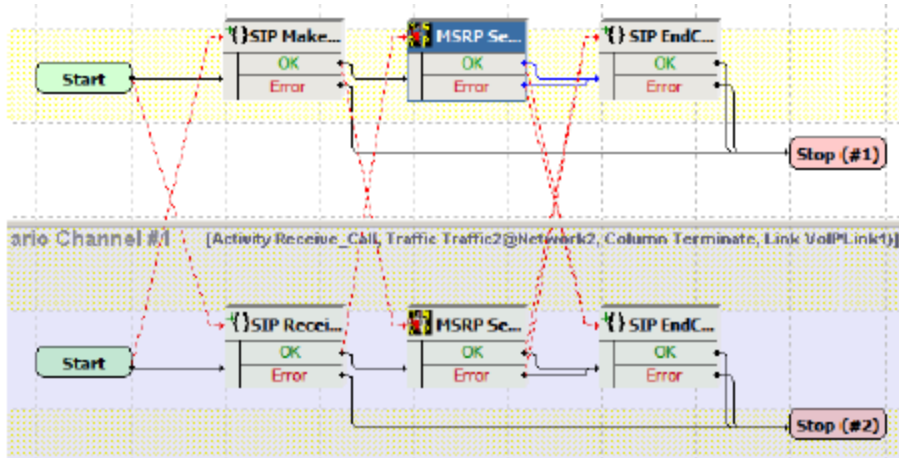 {}SIP Make... MSRP Se... {} SIP EndC...
Start OK OK OK
Error Error Error
Stop (#1)
ario Channel #1 [Activity Receive_Call, Traffic Traffic2@Network2, Column Terminate, Link VoIPLink1)]
{}SIP Recei... MSRP Se... {} SIP EndC...
Start OK OK OK
Error Error Error
Stop (#2)